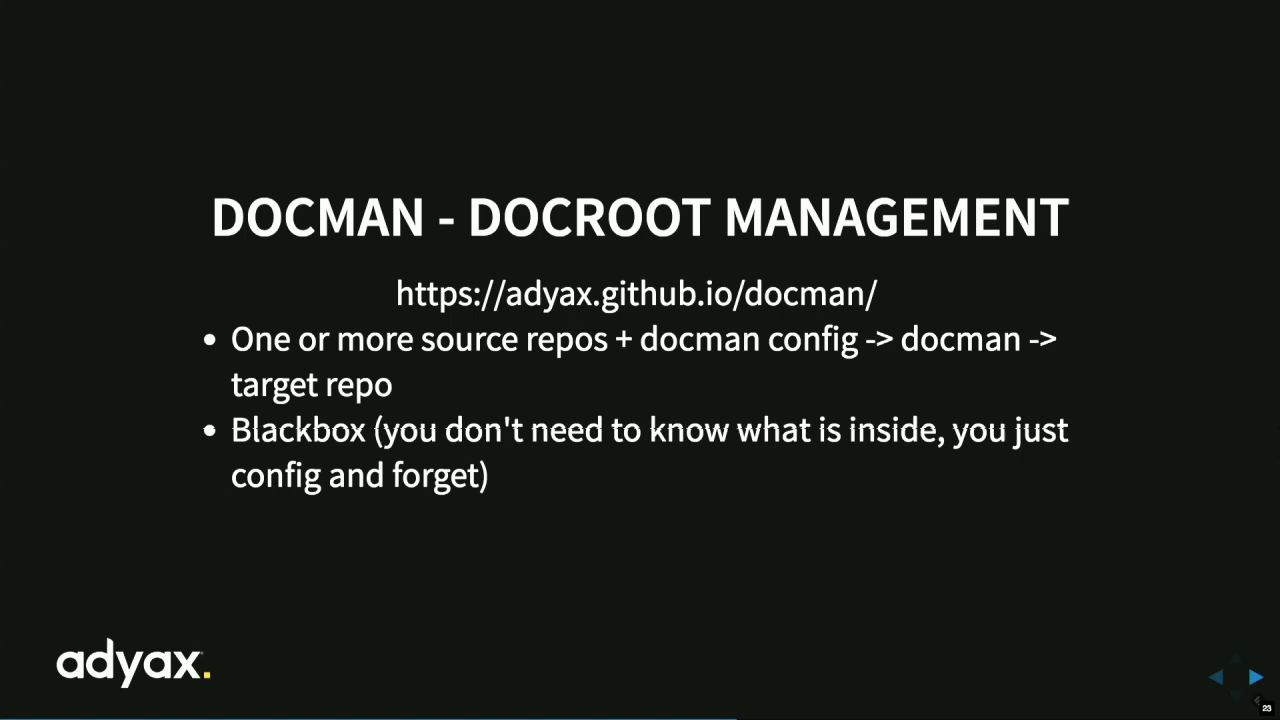 DOCMAN - DOCROOT MANAGEMENT
https://adyax.github.io/docman/
• One or more source repos + docman config -> docman ->
target repo
• Blackbox (you don't need to know what is inside, you just
config and forget)
adyax.
23